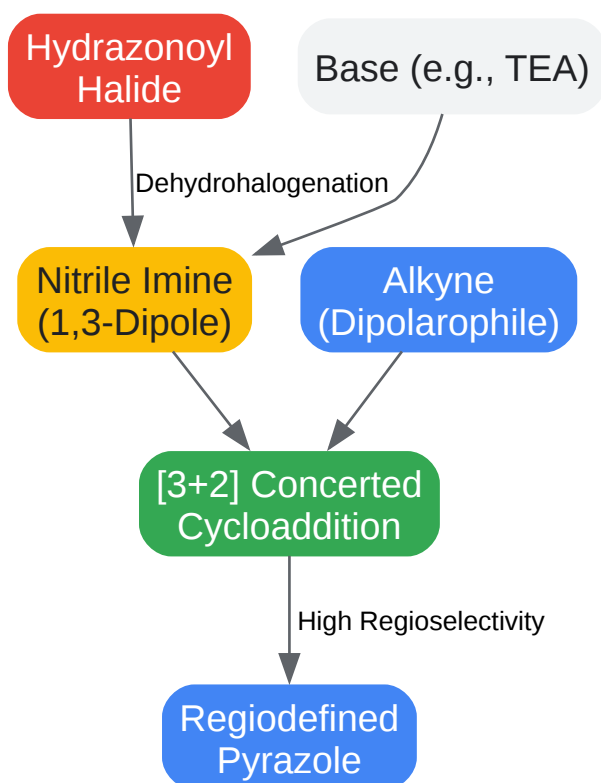 Hydrazonoyl
Halide
Base (e.g., TEA)
Dehydrohalogenation
Nitrile Imine
(1,3-Dipole)
Alkyne
(Dipolarophile)
[3+2] Concerted
Cycloaddition
High Regioselectivity
Regiodefined
Pyrazole